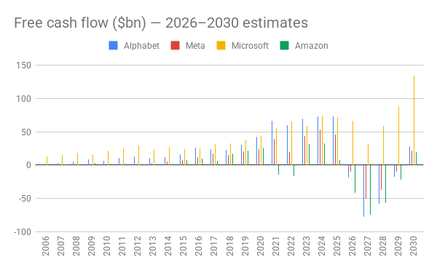 Free cash flow ($bn) — 2026–2030 estimates
Alphabet Meta Microsoft Amazon
150
100
50
0
-50
-100
2006 2007 2008 2009 2010 2011 2012 2013 2014 2015 2016 2017 2018 2019 2020 2021 2022 2023 2024 2025 2026 2027 2028 2029 2030